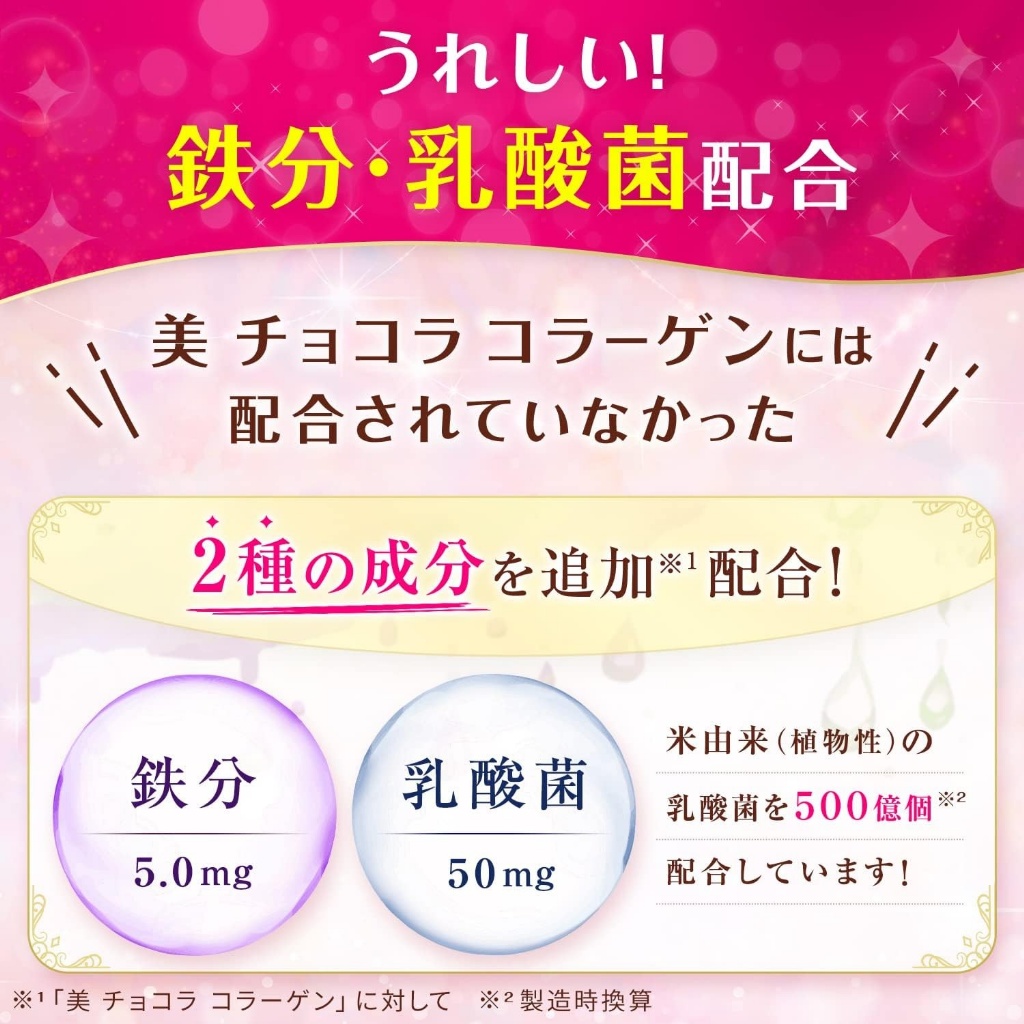 うれしい!
鉄分・乳酸菌配合
美 チョコラ コラーゲンには
配合されていなかった
2種の成分を追加※1配合!
鉄分
5.0mg
乳酸菌
50mg
米由来(植物性)の
乳酸菌を500億個※2
配合しています!
※1「美 チョコラ コラーゲン」に対して ※2製造時換算